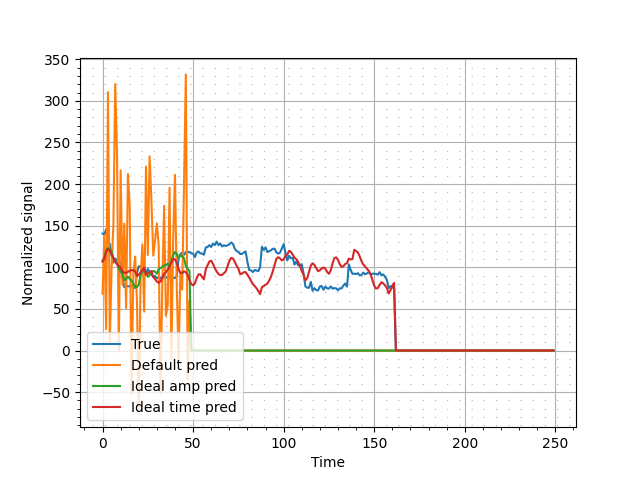 350
300
250
200
150
100
50
0
−50
Normalized signal
True
Default pred
Ideal amp pred
Ideal time pred
0 50 100 150 200 250
Time